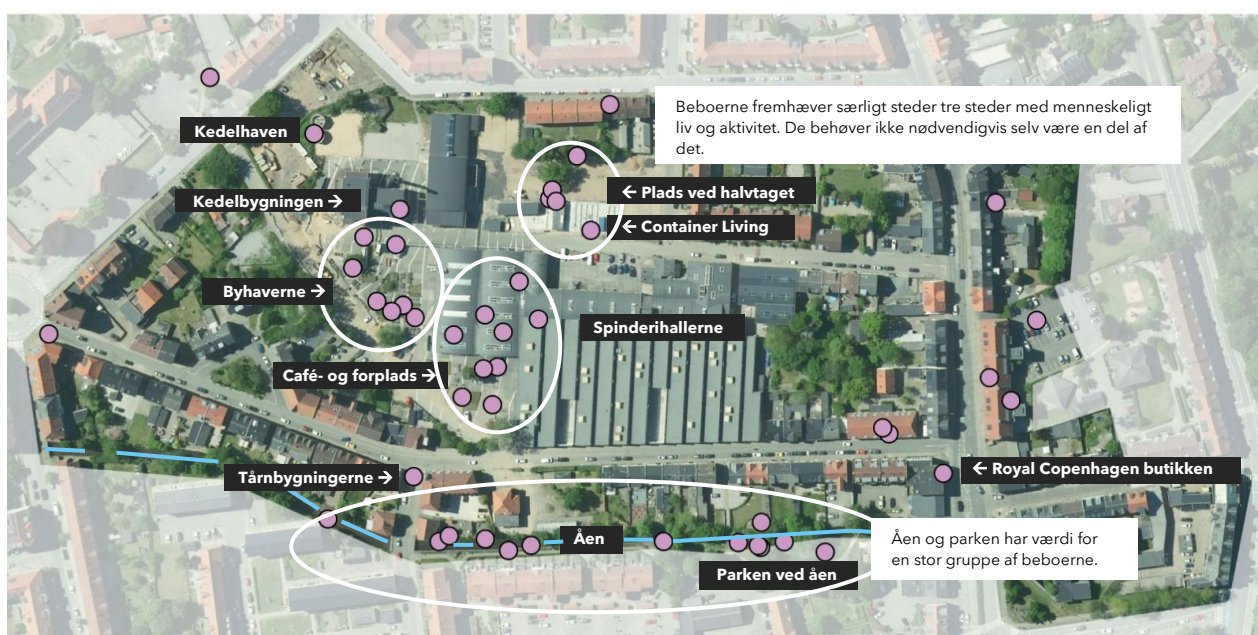 Beboerne fremhæver særligt steder tre steder med menneskeligt
liv og aktivitet. De behøver ikke nødvendigvis selv være en del af
det.
Kedelhaven
Kedelbygningen →
← Plads ved halvtaget
← Container Living
Byhaverne →
Spinderihallerne
Café- og forplads →
Tårnbygningerne →
← Royal Copenhagen butikken
Åen
Åen og parken har værdi for
en stor gruppe af beboerne.
Parken ved åen